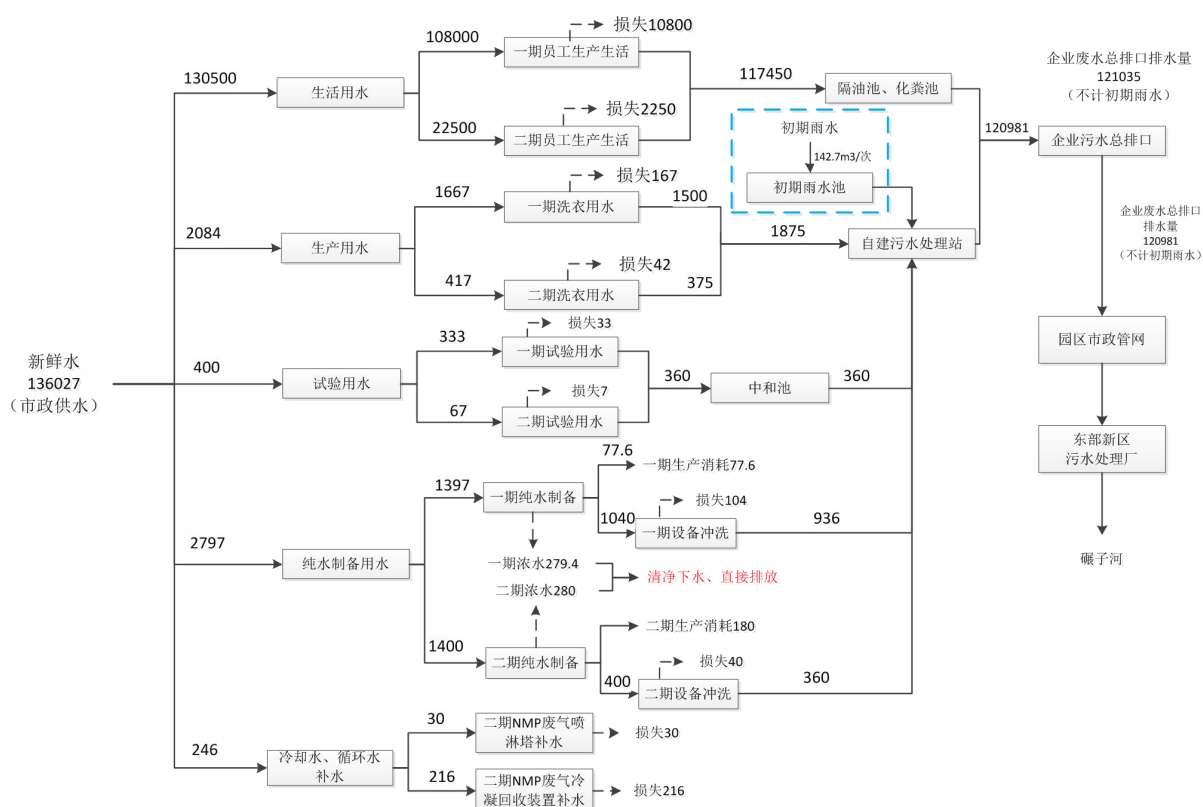 新鲜水
136027
（市政供水）
130500
生活用水
108000
一期员工生产生活
损失10800
22500
二期员工生产生活
损失2250
117450
隔油池、化粪池
2084
生产用水
1667
一期洗衣用水
损失167
1500
417
二期洗衣用水
损失42
375
1875
自建污水处理站
初期雨水
142.7m3/次
初期雨水池
400
试验用水
333
一期试验用水
损失33
67
二期试验用水
损失7
360
中和池
360
2797
纯水制备用水
1397
一期纯水制备
77.6
一期生产消耗77.6
1040
一期设备冲洗
损失104
936
一期浓水279.4
二期浓水280
清净下水、直接排放
1400
二期纯水制备
二期生产消耗180
400
二期设备冲洗
损失40
360
246
冷却水、循环水
补水
30
二期NMP废气喷
淋塔补水
损失30
216
二期NMP废气冷
凝回收装置补水
损失216
120981
企业废水总排口排水量
121035
（不计初期雨水）
企业污水总排口
企业废水总排口
排水量
120981
（不计初期雨水）
园区市政管网
东部新区
污水处理厂
碾子河